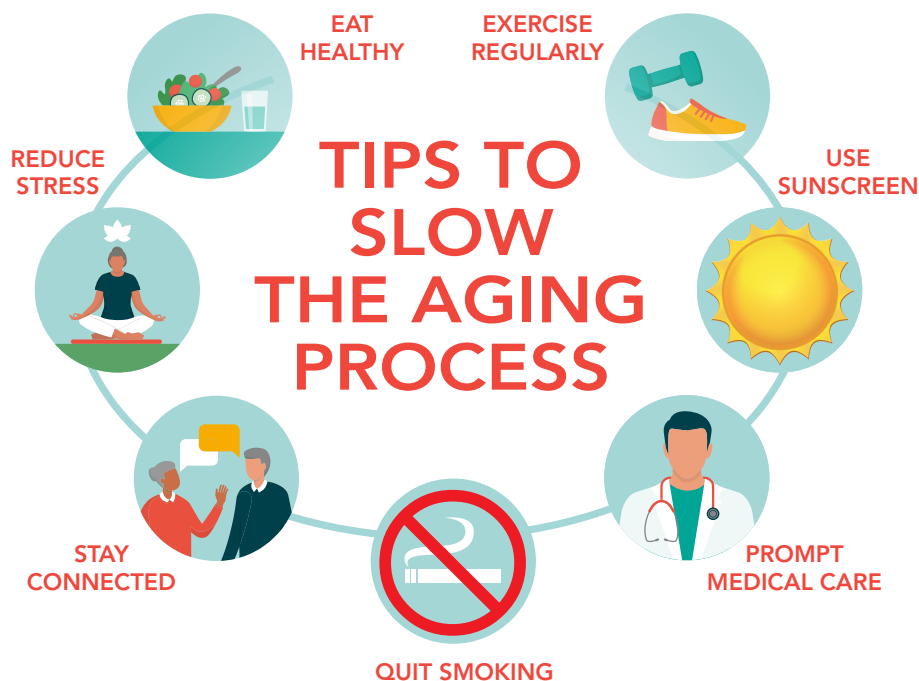 EAT
HEALTHY
EXERCISE
REGULARLY
REDUCE
STRESS
TIPS TO
SLOW
THE AGING
PROCESS
USE
SUNSCREEN
STAY
CONNECTED
PROMPT
MEDICAL CARE
QUIT SMOKING